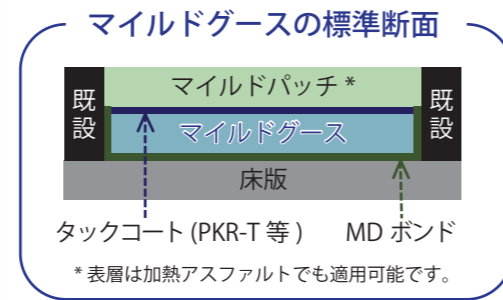 マイルドグースの標準断面
既設
マイルドパッチ *
既設
マイルドグース
床版
タックコート (PKR-T 等 )
MD ボンド
* 表層は加熱アスファルトでも適用可能です。